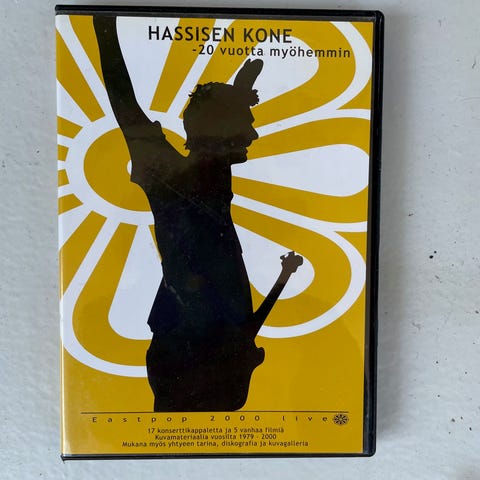 HASSISEN KONE
-20 vuotta myöhemmin
Eastpop 2000 live
17 konserttikappaletta ja 5 vanhaa filmiä
Kuvamateriaalia vuosilta 1979 - 2000
Mukana myös yhtyeen tarina, diskografia ja kuvagalleria